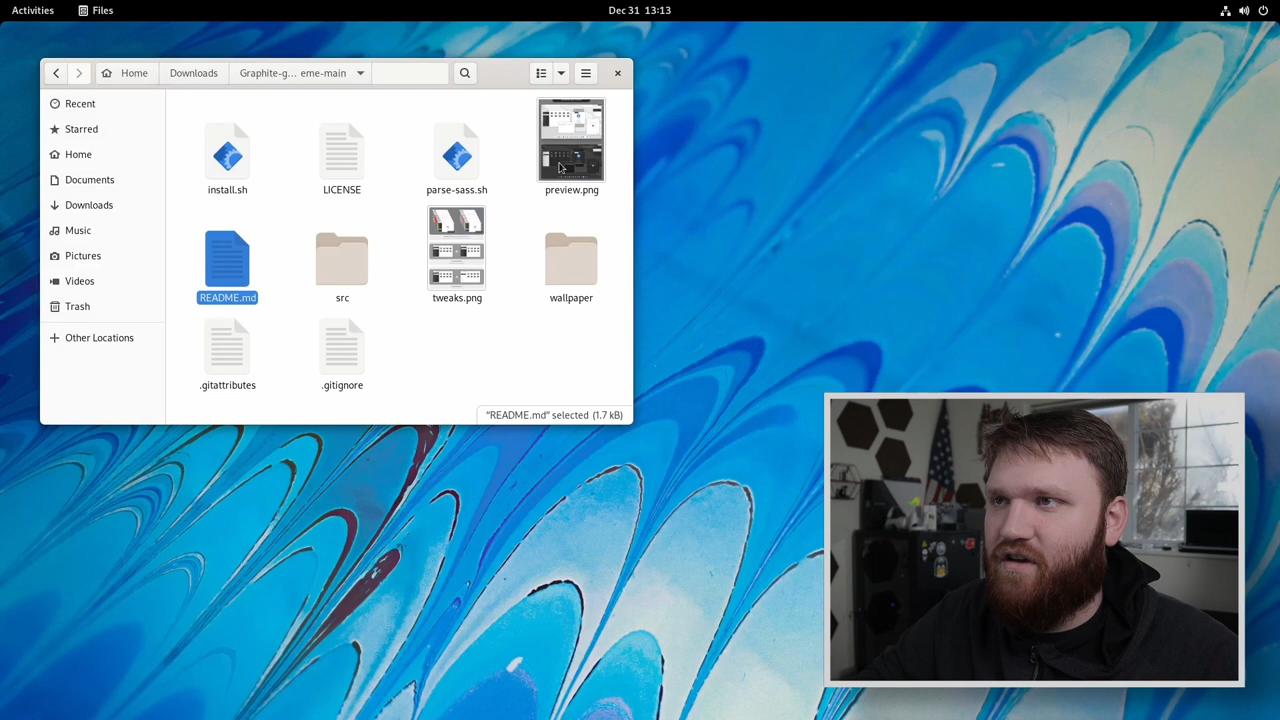 Activities Files Dec 31 13:13
Home Downloads Graphite-g... eme-main
Recent
Starred
Home
Documents
Downloads
Music
Pictures
Videos
Trash
Other Locations
install.sh LICENSE parse-sass.sh preview.png
README.md src tweaks.png wallpaper
.gitattributes .gitignore
"README.md" selected (1.7 kB)